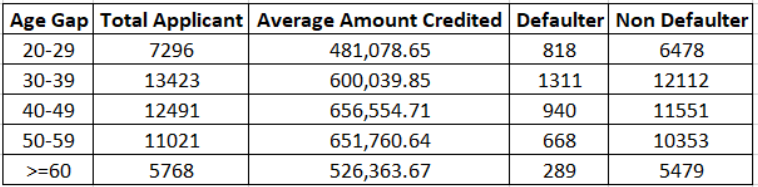 Age Gap Total Applicant Average Amount Credited Defaulter Non Defaulter
20-29 7296 481,078.65 818 6478
30-39 13423 600,039.85 1311 12112
40-49 12491 656,554.71 940 11551
50-59 11021 651,760.64 668 10353
>=60 5768 526,363.67 289 5479